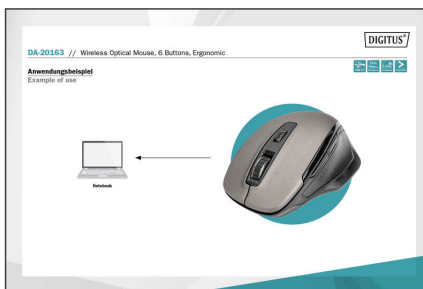 DIGITUS®
DA-20163 // Wireless Optical Mouse, 6 Buttons, Ergonomic
Anwendungsbeispiel
Example of use
Notebook